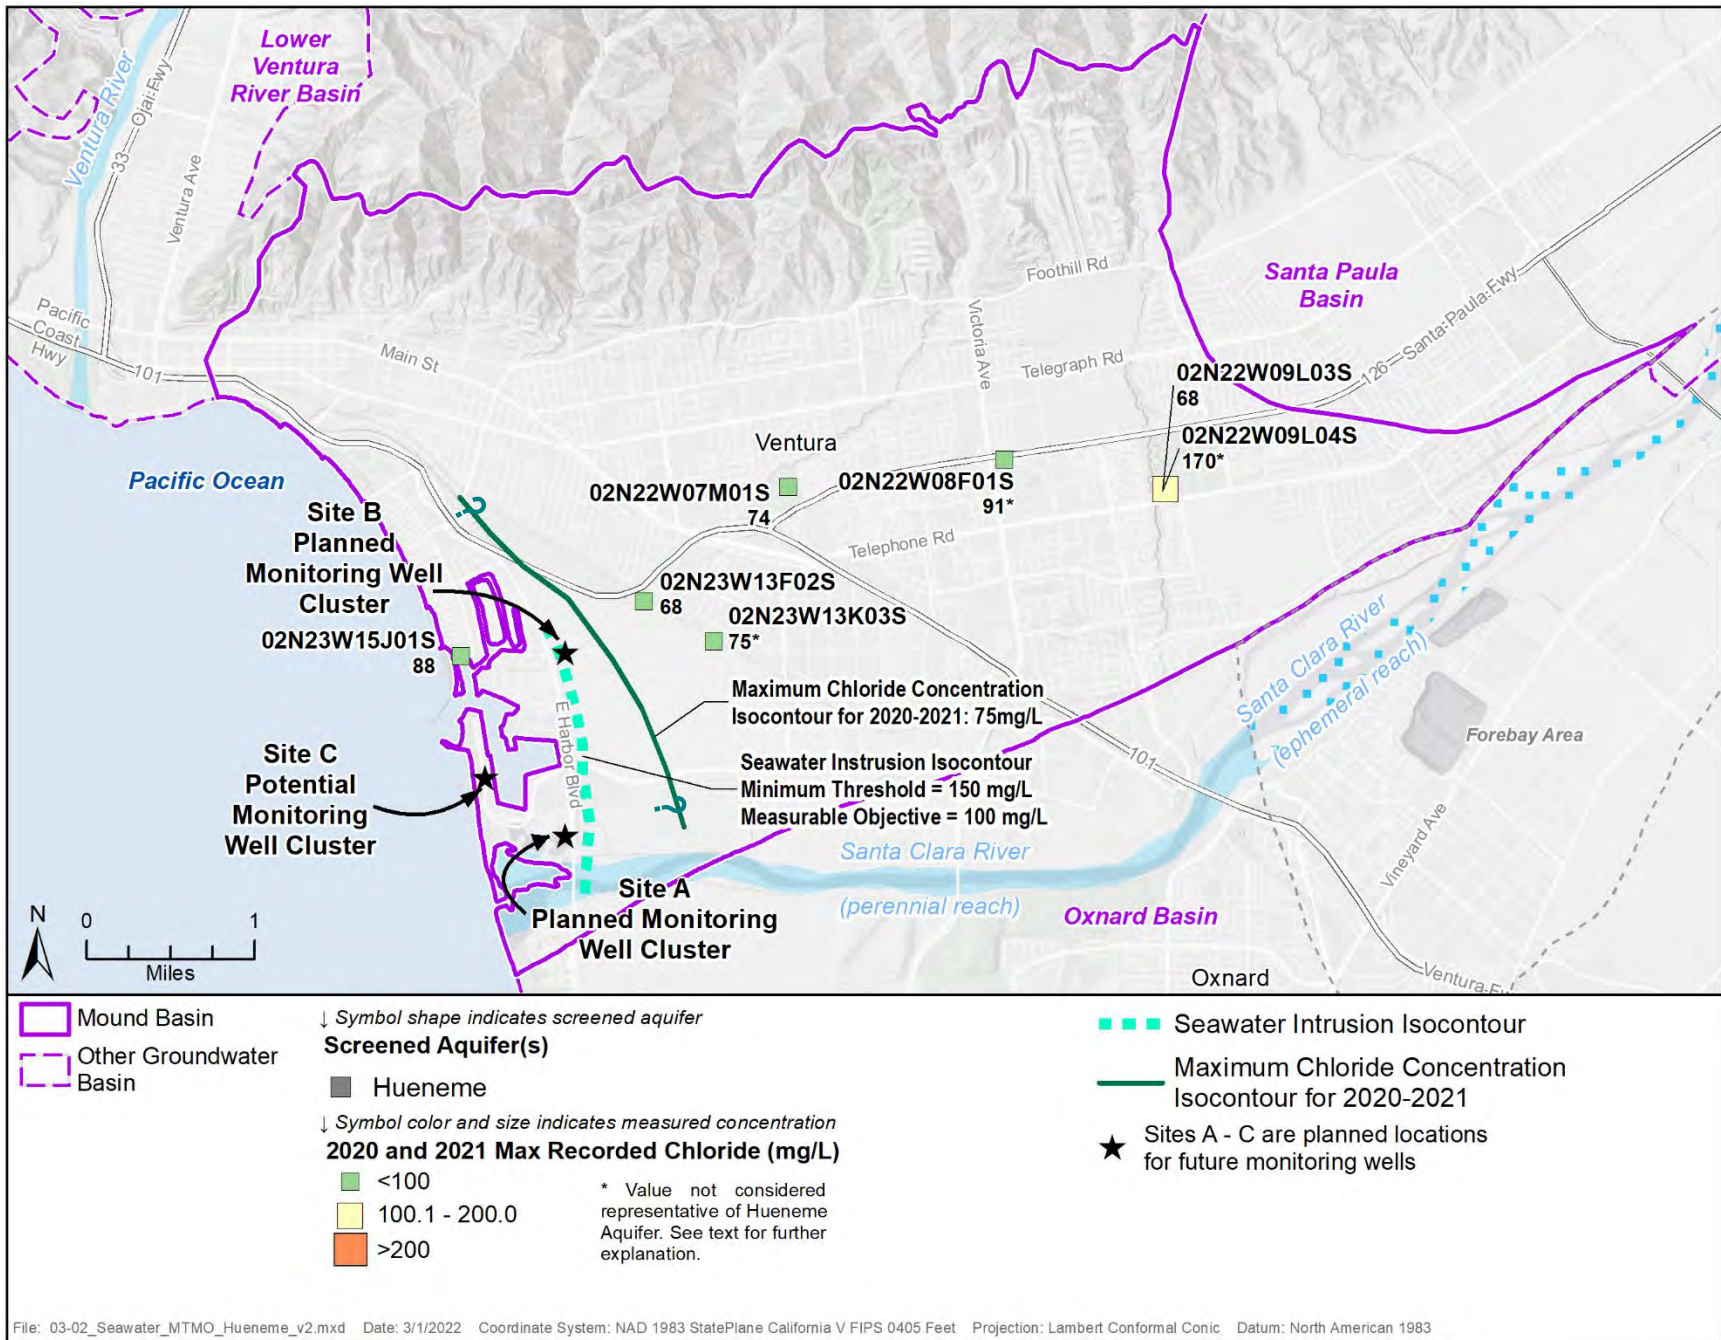 Lower
Ventura
River Basin
Ventura River
33
Ojai Fwy
Ventura Ave
Foothill Rd
Santa Paula
Basin
Pacific
Coast
Hwy
101
Main St
Victoria Ave
Telegraph Rd
126
Santa-Paula-Fwy
02N22W09L03S
68
02N22W09L04S
170*
Ventura
Pacific Ocean
02N22W07M01S
74
02N22W08F01S
91*
Telephone Rd
Site B
Planned
Monitoring Well
Cluster
?
02N23W13F02S
68
02N23W13K03S
75*
02N23W15J01S
88
Maximum Chloride Concentration
Isocontour for 2020-2021: 75mg/L
E Harbor Blvd
Seawater Instrusion Isocontour
Minimum Threshold = 150 mg/L
Measurable Objective = 100 mg/L
?
Site C
Potential
Monitoring
Well Cluster
Santa Clara River
(ephemeral reach)
Forebay Area
101
Vineyard Ave
Santa Clara River
(perennial reach)
Site A
Planned Monitoring
Well Cluster
Oxnard Basin
Oxnard
N
0 1
Miles
Mound Basin
Other Groundwater
Basin
↓ Symbol shape indicates screened aquifer
Screened Aquifer(s)
Hueneme
↓ Symbol color and size indicates measured concentration
2020 and 2021 Max Recorded Chloride (mg/L)
<100
100.1 - 200.0
>200
* Value not considered
representative of Hueneme
Aquifer. See text for further
explanation.
Seawater Intrusion Isocontour
Maximum Chloride Concentration
Isocontour for 2020-2021
Sites A - C are planned locations
for future monitoring wells
File: 03-02_Seawater_MTMO_Hueneme_v2.mxd Date: 3/1/2022 Coordinate System: NAD 1983 StatePlane California V FIPS 0405 Feet Projection: Lambert Conformal Conic Datum: North American 1983